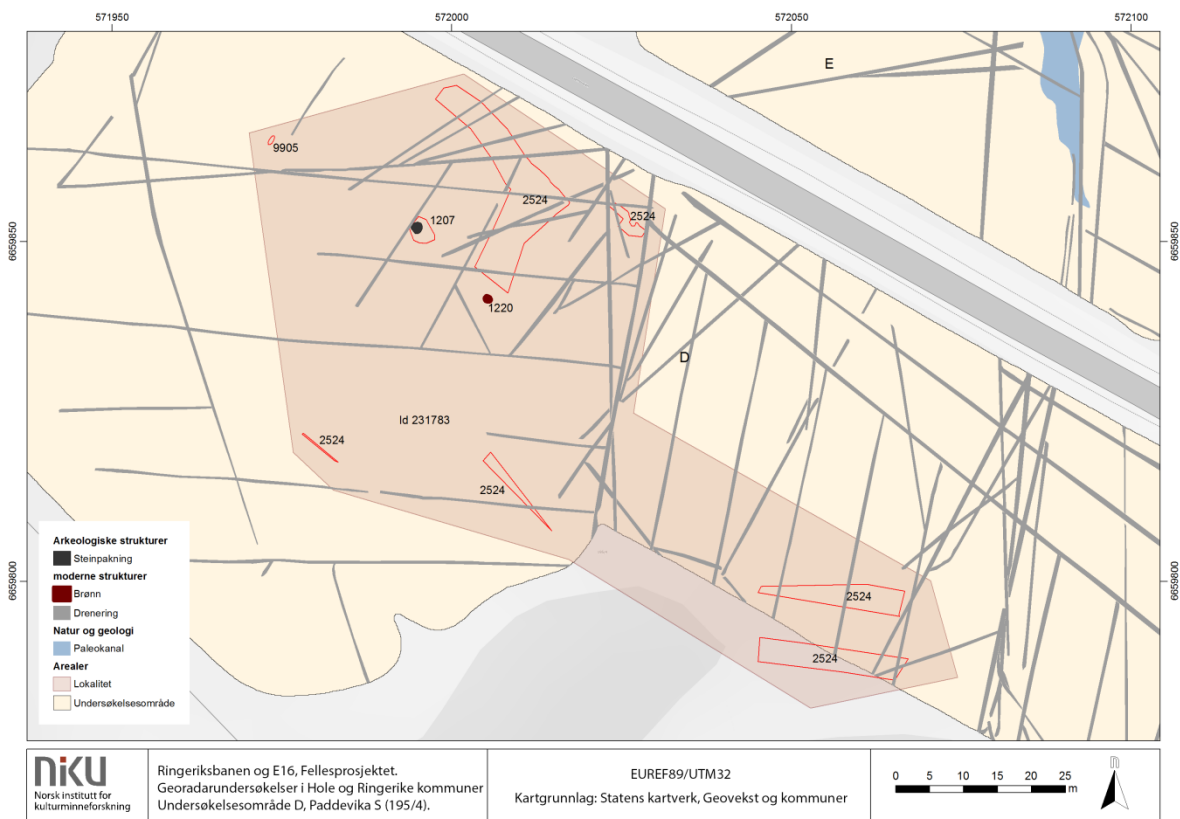 571950
572000
572050
572100
E
9905
2524
2524
1207
6659850
6659850
1220
D
Id 231783
2524
2524
6659800
6659800
2524
2524
Arkeologiske strukturer
Steinpakning
moderne strukturer
Brønn
Drenering
Natur og geologi
Paleokanal
Arealer
Lokalitet
Undersøkelsesområde
niku
Norsk institutt for
kulturminneforskning
Ringeriksbanen og E16, Fellesprosjektet.
Georadarundersøkelser i Hole og Ringerike kommuner
Undersøkelsesområde D, Paddevika S (195/4).
EUREF89/UTM32
Kartgrunnlag: Statens kartverk, Geovekst og kommuner
0 5 10 15 20 25
m
n